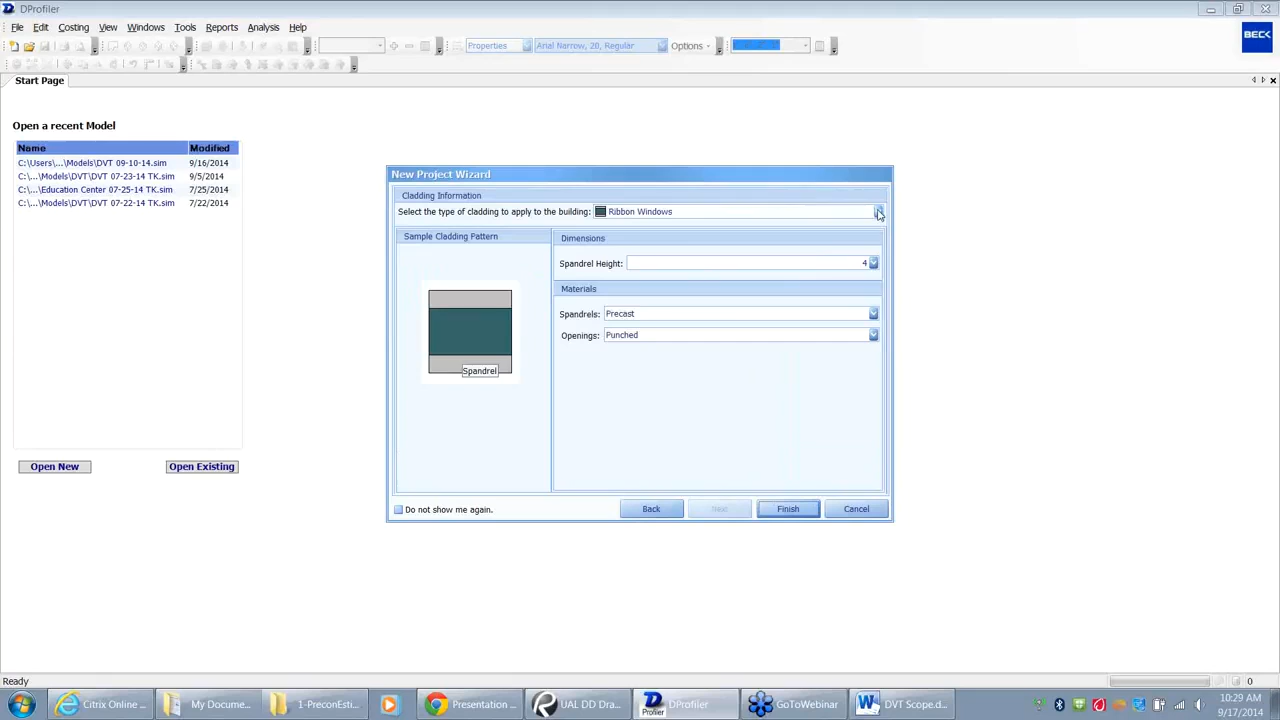 DProfiler
File Edit Costing View Windows Tools Reports Analysis Help
Properties Arial Narrow, 20, Regular Options
BECK
Start Page
Open a recent Model
Name Modified
C:\Users\...\Models\DVT 09-10-14.sim 9/16/2014
C:\...\Models\DVT\DVT 07-23-14 TK.sim 9/5/2014
C:\...\Education Center 07-25-14 TK.sim 7/25/2014
C:\...\Models\DVT\DVT 07-22-14 TK.sim 7/22/2014
Open New Open Existing
New Project Wizard
Cladding Information
Select the type of cladding to apply to the building: Ribbon Windows
Sample Cladding Pattern
Spandrel
Dimensions
Spandrel Height: 4
Materials
Spandrels: Precast
Openings: Punched
Do not show me again. Back Next Finish Cancel
Ready 0
Citrix Online ... My Docume... 1-PreconEsti... Presentation ... UAL DD Dra... DProfiler GoToWebinar DVT Scope.d...
10:29 AM
9/17/2014